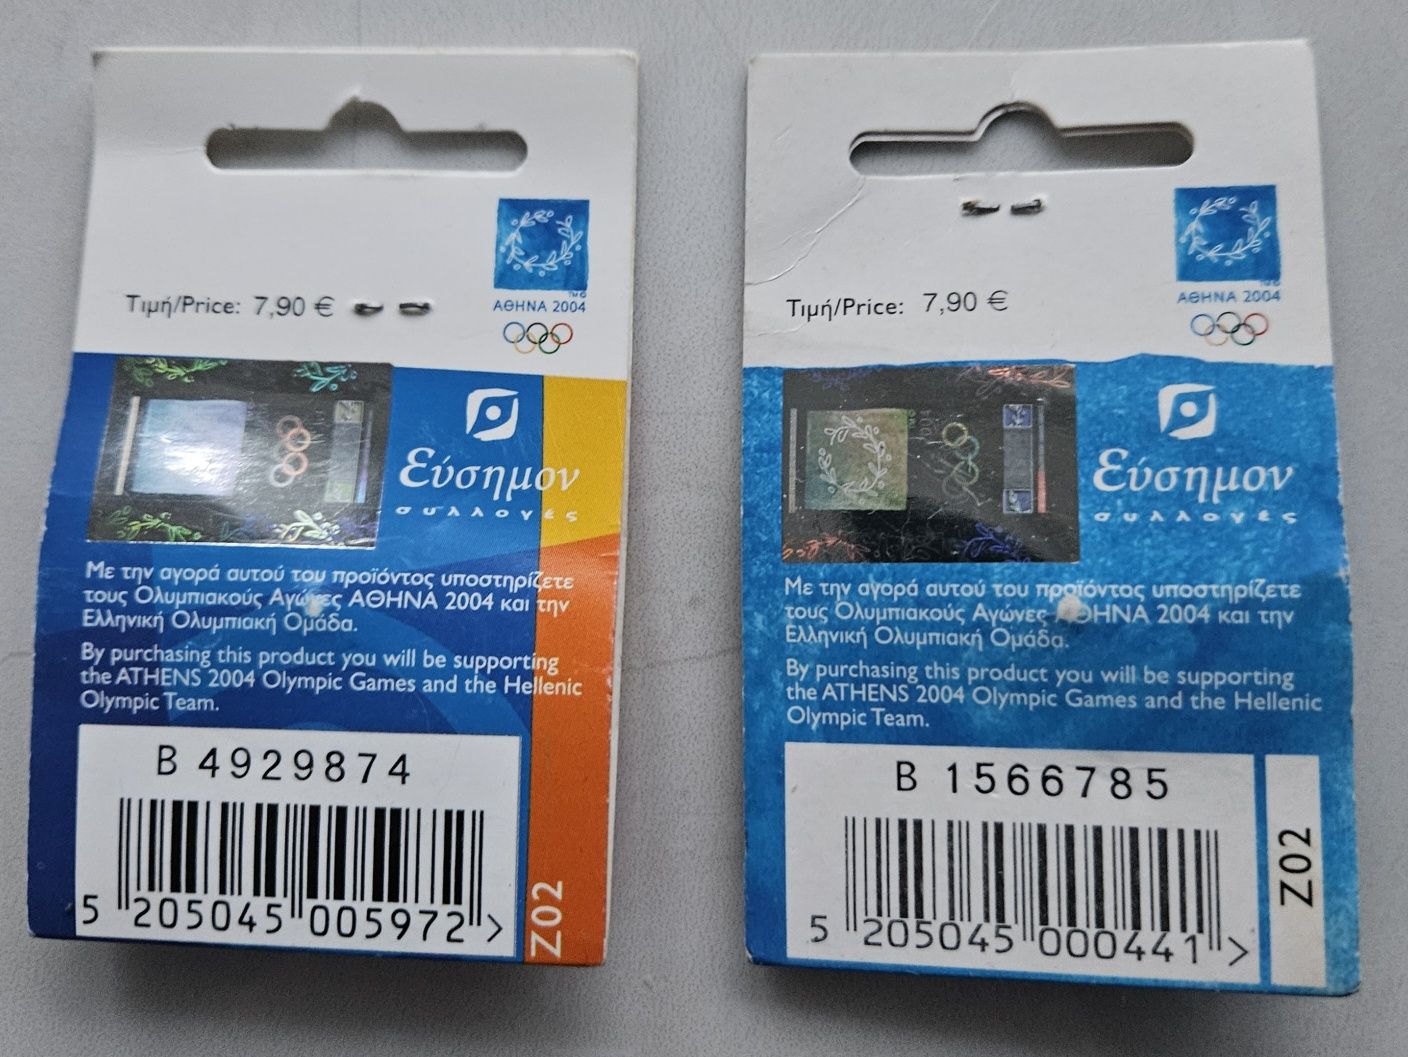 ΑΘΗΝΑ 2004
Τιμή/Price: 7,90 €
Εύσημον
συλλογές
Με την αγορά αυτού του προϊόντος υποστηρίζετε
τους Ολυμπιακούς Αγώνες ΑΘΗΝΑ 2004 και την
Ελληνική Ολυμπιακή Ομάδα.
By purchasing this product you will be supporting
the ATHENS 2004 Olympic Games and the Hellenic
Olympic Team.
B 4929874
5 205045 005972 >
Z02
ΑΘΗΝΑ 2004
Τιμή/Price: 7,90 €
Εύσημον
συλλογές
Με την αγορά αυτού του προϊόντος υποστηρίζετε
τους Ολυμπιακούς Αγώνες ΑΘΗΝΑ 2004 και την
Ελληνική Ολυμπιακή Ομάδα.
By purchasing this product you will be supporting
the ATHENS 2004 Olympic Games and the Hellenic
Olympic Team.
B 1566785
5 205045 000441 >
Z02